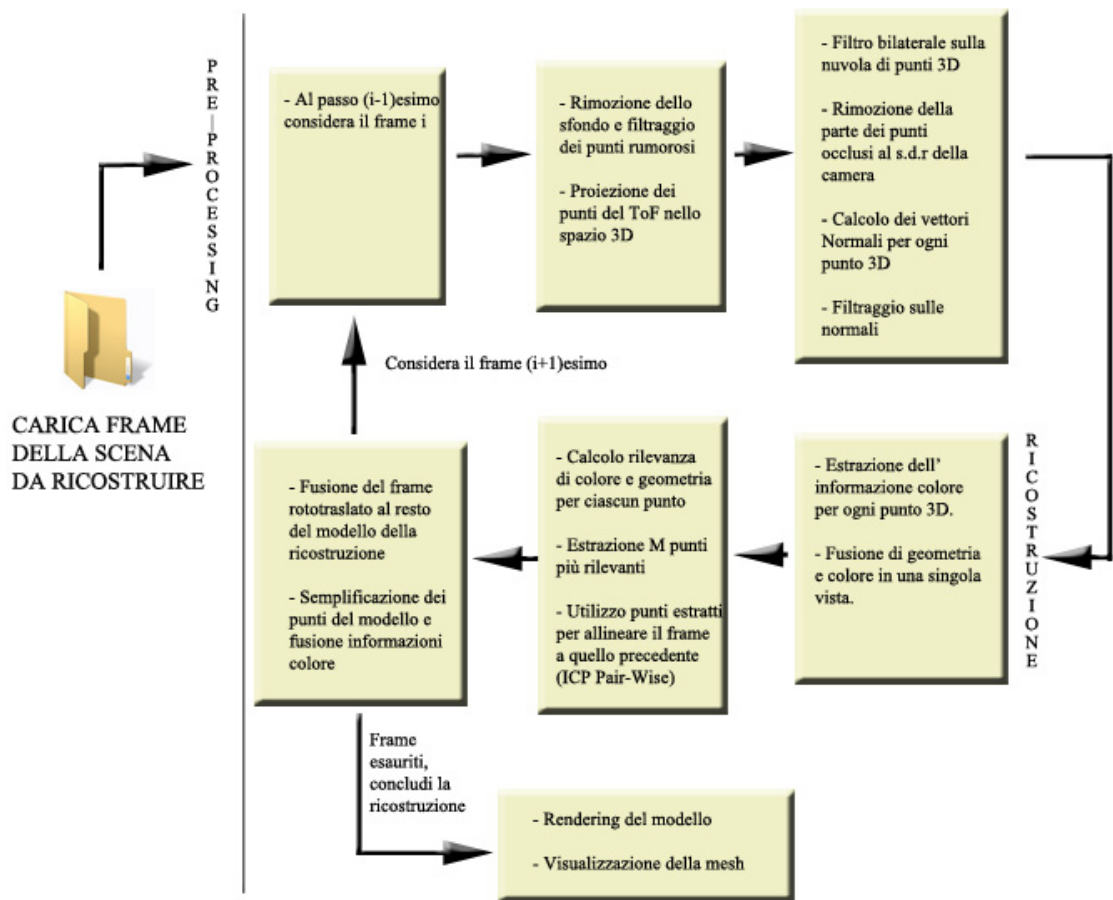 CARICA FRAME
DELLA SCENA
DA RICOSTRUIRE
PRE-PROCESSING
- Al passo (i-1)esimo
considera il frame i
- Rimozione dello
sfondo e filtraggio
dei punti rumorosi
- Proiezione dei
punti del ToF nello
spazio 3D
- Filtro bilaterale sulla
nuvola di punti 3D
- Rimozione della
parte dei punti
occlusi al s.d.r della
camera
- Calcolo dei vettori
Normali per ogni
punto 3D
- Filtraggio sulle
normali
RICOSTRUZIONE
- Estrazione dell'
informazione colore
per ogni punto 3D.
- Fusione di geometria
e colore in una singola
vista.
- Calcolo rilevanza
di colore e geometria
per ciascun punto
- Estrazione M punti
più rilevanti
- Utilizzo punti estratti
per allineare il frame
a quello precedente
(ICP Pair-Wise)
- Fusione del frame
rototraslato al resto
del modello della
ricostruzione
- Semplificazione dei
punti del modello e
fusione informazioni
colore
Considera il frame (i+1)esimo
Frame
esauriti,
concludi la
ricostruzione
- Rendering del modello
- Visualizzazione della mesh